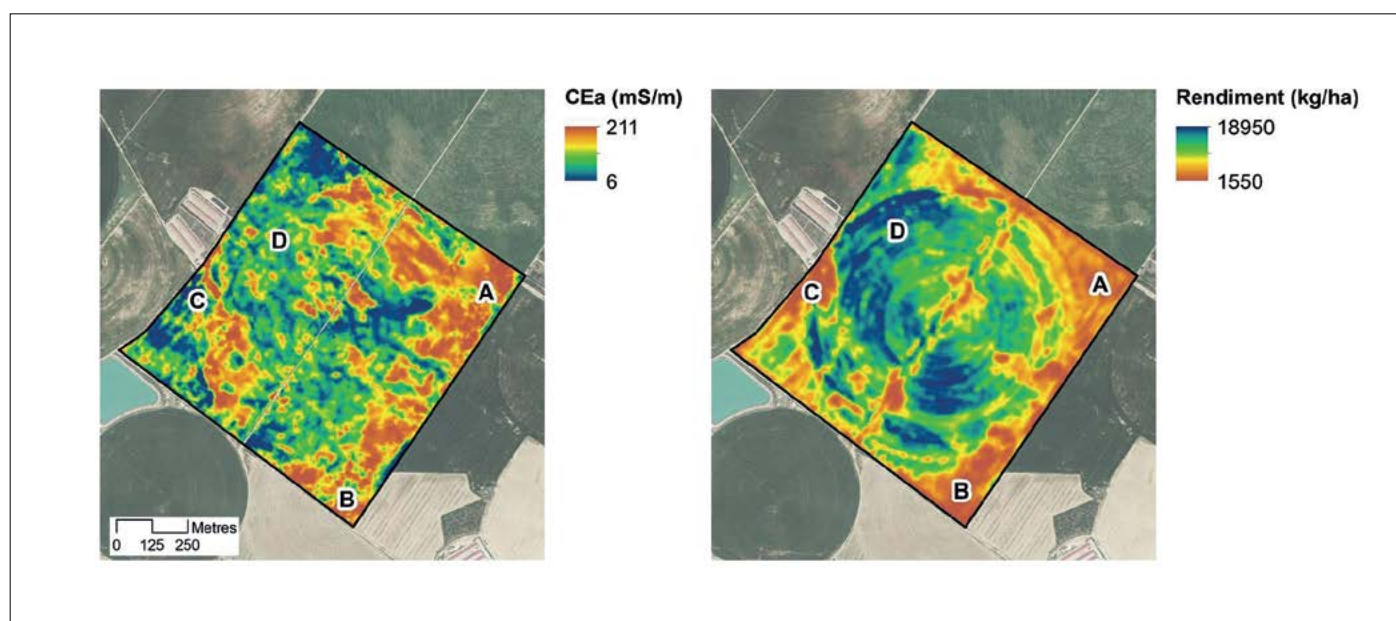 CEa (mS/m)
211
6
D
C
A
B
Metres
0 125 250
Rendiment (kg/ha)
18950
1550
D
C
A
B